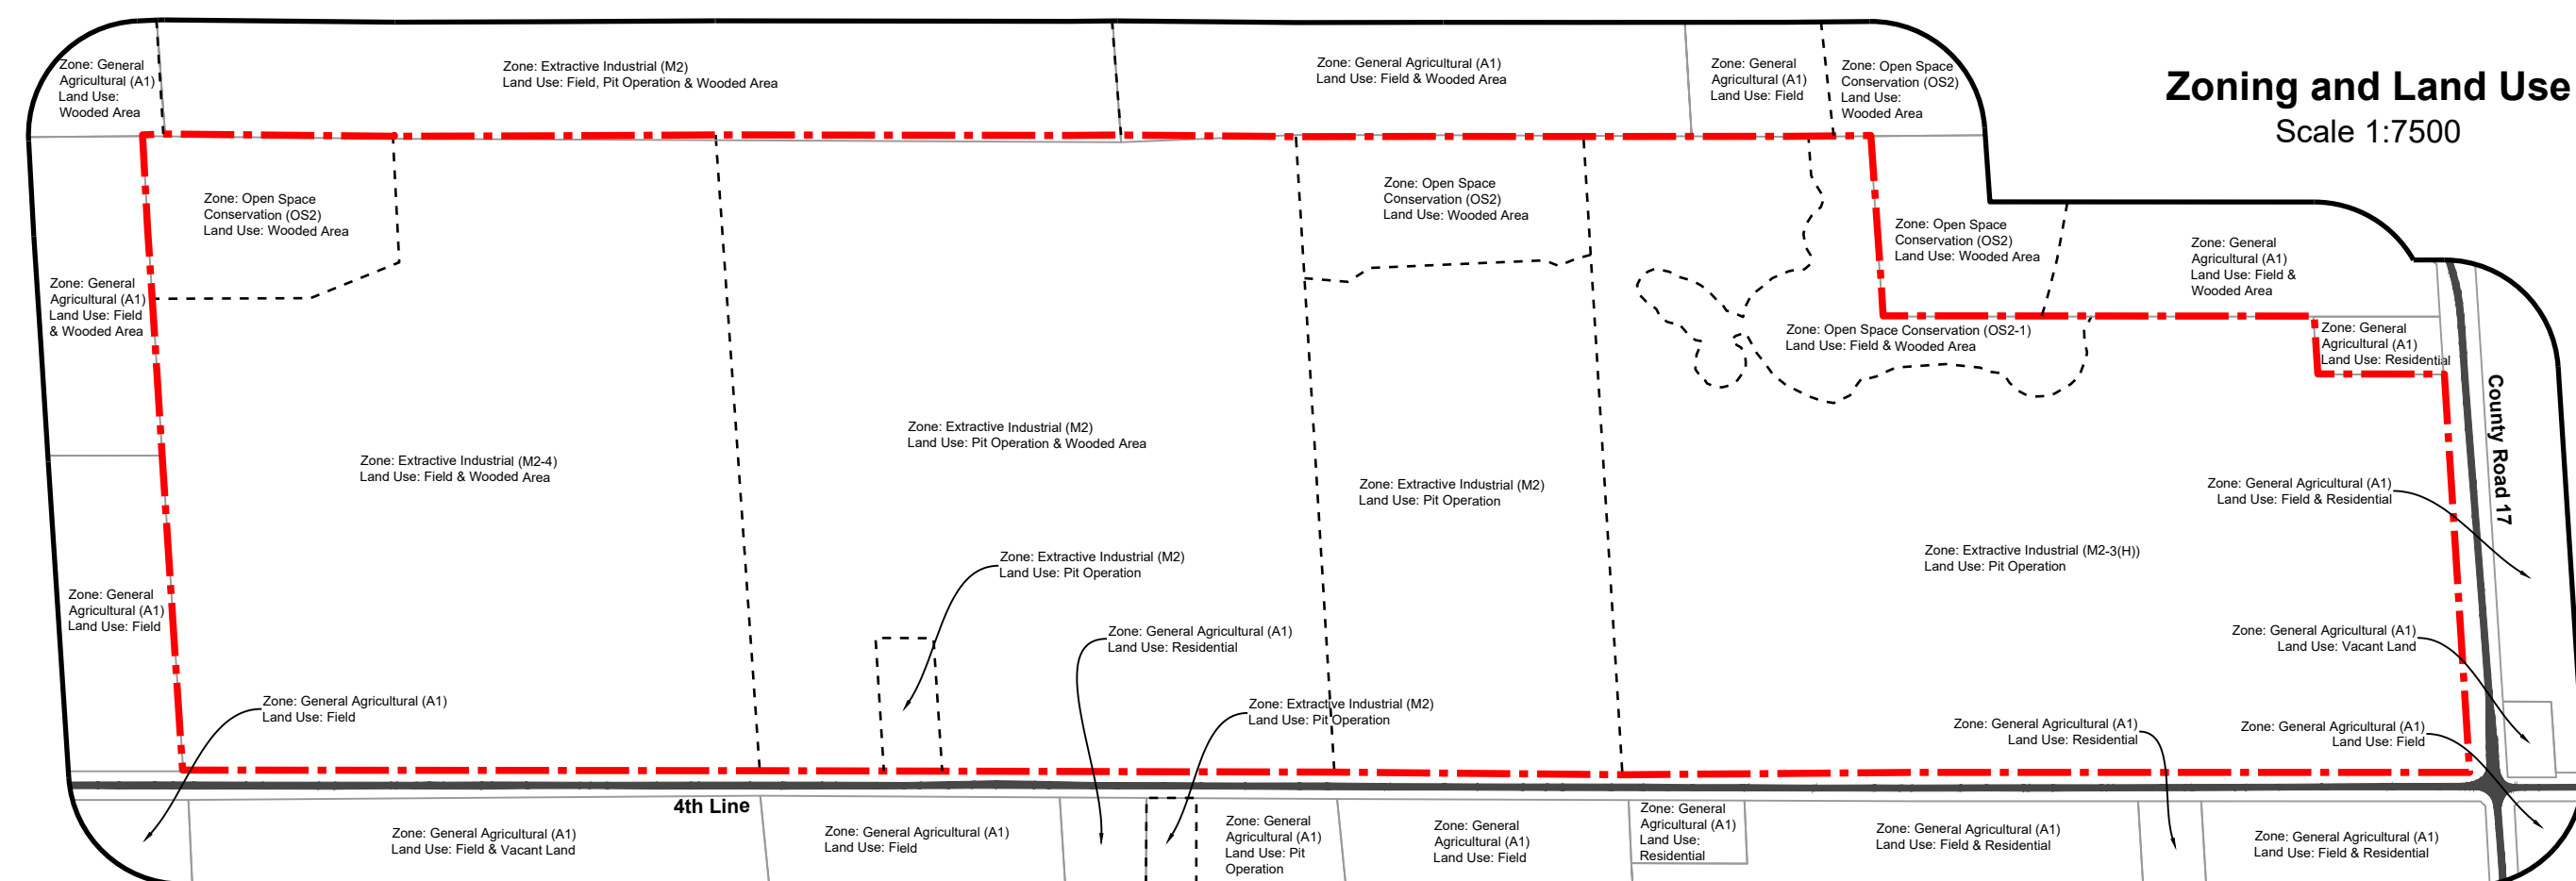 Zoning and Land Use
Scale 1:7500
Zone: General
Agricultural (A1)
Land Use:
Wooded Area
Zone: Extractive Industrial (M2)
Land Use: Field, Pit Operation & Wooded Area
Zone: General Agricultural (A1)
Land Use: Field & Wooded Area
Zone: General
Agricultural (A1)
Land Use: Field
Zone: Open Space
Conservation (OS2)
Land Use:
Wooded Area
Zone: Open Space
Conservation (OS2)
Land Use: Wooded Area
Zone: Open Space
Conservation (OS2)
Land Use: Wooded Area
Zone: Open Space
Conservation (OS2)
Land Use: Wooded Area
Zone: General
Agricultural (A1)
Land Use: Field &
Wooded Area
Zone: General
Agricultural (A1)
Land Use: Field
& Wooded Area
Zone: Open Space Conservation (OS2-1)
Land Use: Field & Wooded Area
Zone: General
Agricultural (A1)
Land Use: Residential
County Road 17
Zone: Extractive Industrial (M2-4)
Land Use: Field & Wooded Area
Zone: Extractive Industrial (M2)
Land Use: Pit Operation & Wooded Area
Zone: Extractive Industrial (M2)
Land Use: Pit Operation
Zone: General Agricultural (A1)
Land Use: Field & Residential
Zone: Extractive Industrial (M2)
Land Use: Pit Operation
Zone: Extractive Industrial (M2-3(H))
Land Use: Pit Operation
Zone: General
Agricultural (A1)
Land Use: Field
Zone: General Agricultural (A1)
Land Use: Residential
Zone: General Agricultural (A1)
Land Use: Vacant Land
Zone: General Agricultural (A1)
Land Use: Field
Zone: Extractive Industrial (M2)
Land Use: Pit Operation
Zone: General Agricultural (A1)
Land Use: Residential
Zone: General Agricultural (A1)
Land Use: Field
4th Line
Zone: General Agricultural (A1)
Land Use: Field & Vacant Land
Zone: General Agricultural (A1)
Land Use: Field
Zone: General
Agricultural (A1)
Land Use: Pit
Operation
Zone: General
Agricultural (A1)
Land Use: Field
Zone: General
Agricultural (A1)
Land Use:
Residential
Zone: General Agricultural (A1)
Land Use: Field & Residential
Zone: General Agricultural (A1)
Land Use: Field & Residential